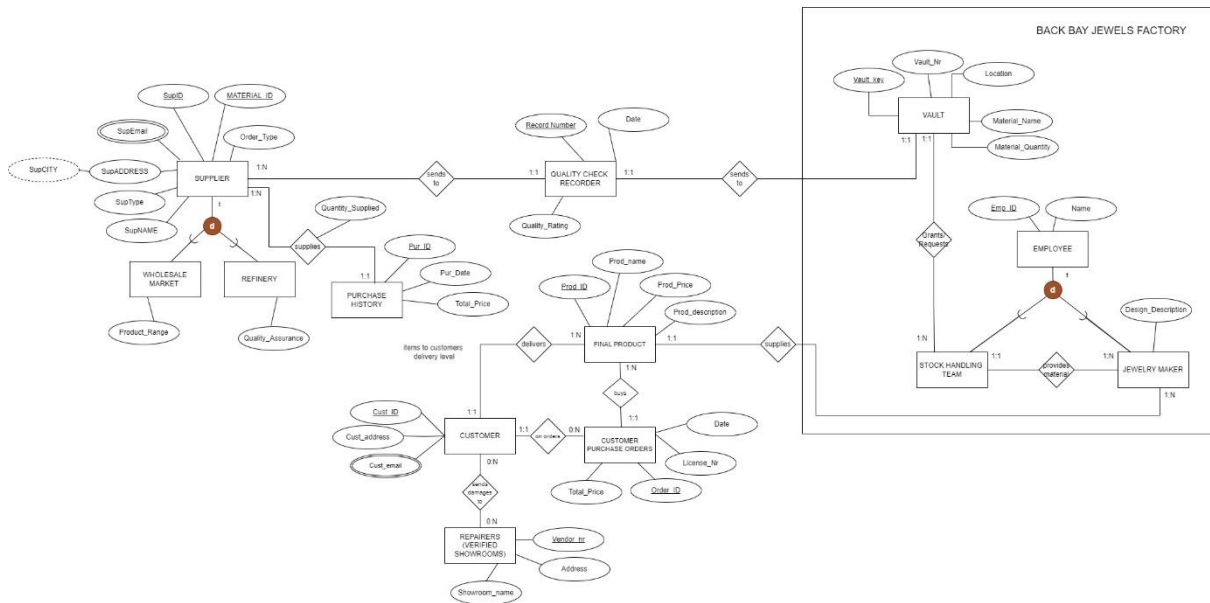 BACK BAY JEWELS FACTORY
Vault_Nr
Vault_key
Location
VAULT
Material_Name
Material_Quantity
1:1
1:1
1:1
SupID
MATERIAL_ID
SupEmail
Order_Type
SupCITY
SupADDRESS
SUPPLIER
1:N
1:N
SupType
SupNAME
1
d
WHOLESALE
MARKET
REFINERY
Product_Range
Quality_Assurance
sends
to
Record Number
Date
1:1
QUALITY CHECK
RECORDER
1:1
Quality_Rating
sends
to
Quantity_Supplied
supplies
1:1
Pur_ID
Pur_Date
Total_Price
PURCHASE
HISTORY
Grants/
Requests
Emp_ID
Name
EMPLOYEE
1
d
Design_Description
1:N
STOCK HANDLING
TEAM
1:1
provides
material
1:N
JEWELRY MAKER
1:N
Prod_name
Prod_ID
Prod_Price
Prod_description
1:N
FINAL PRODUCT
1:1
1:N
supplies
delivers
items to customers
delivery level
buys
1:1
Cust_ID
Cust_address
Cust_email
1:1
CUSTOMER
1:1
0:N
on orders
0:N
CUSTOMER
PURCHASE ORDERS
Date
License_Nr
Order_ID
Total_Price
sends
damages
to
0:N
REPAIRERS
(VERIFIED
SHOWROOMS)
Vendor_nr
Address
Showroom_name